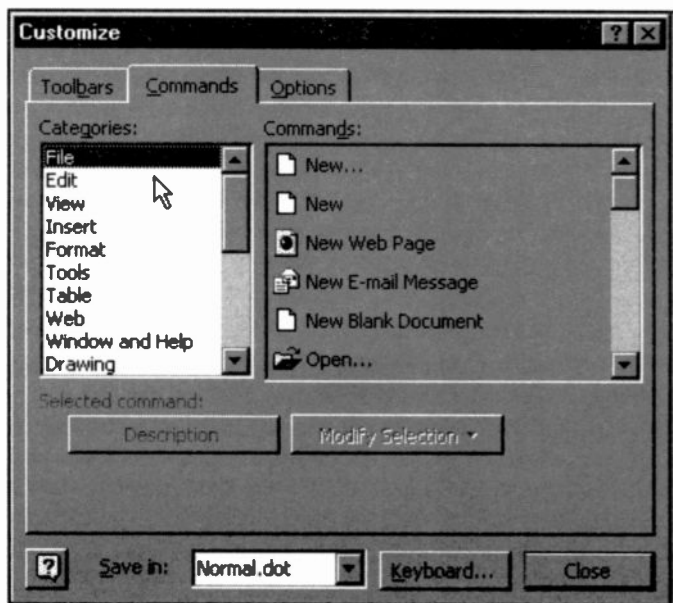 Customize
Toolbars Commands Options
Categories: Commands:
File
Edit
View
Insert
Format
Tools
Table
Web
Window and Help
Drawing
New...
New
New Web Page
New E-mail Message
New Blank Document
Open...
Selected command:
Description Modify Selection
Save in: Normal.dot Keyboard... Close